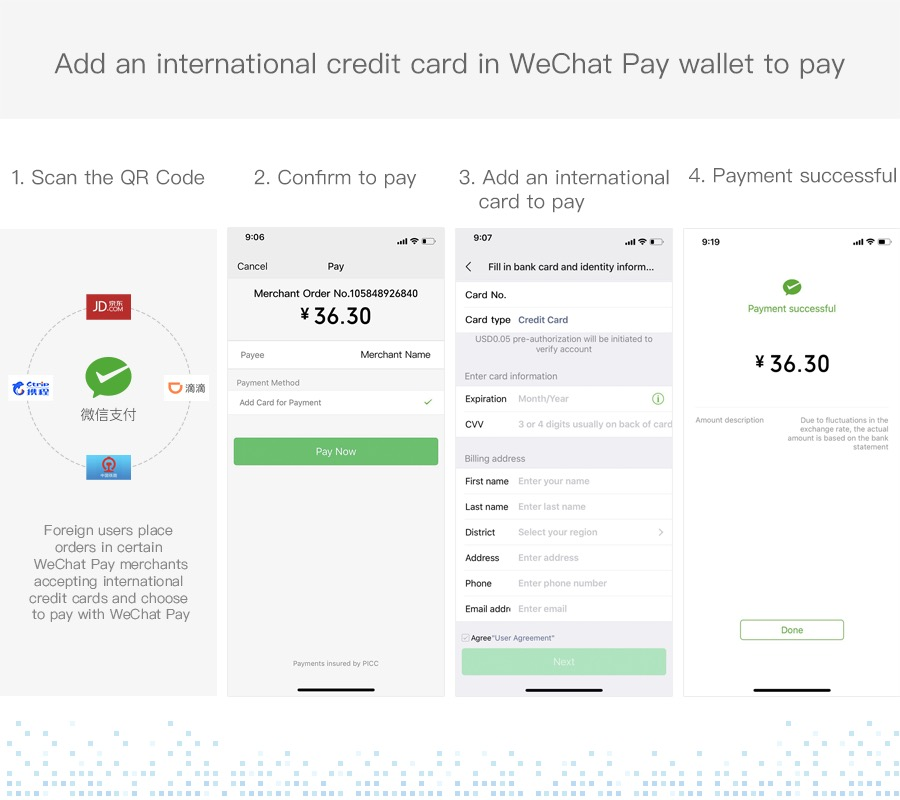 Add an international credit card in WeChat Pay wallet to pay
1. Scan the QR Code
JD 京东
.COM
Ctrip
携程
滴滴
微信支付
中国铁路
Foreign users place
orders in certain
WeChat Pay merchants
accepting international
credit cards and choose
to pay with WeChat Pay
2. Confirm to pay
9:06
Cancel Pay
Merchant Order No.105848926840
¥ 36.30
Payee Merchant Name
Payment Method
Add Card for Payment
Pay Now
Payments insured by PICC
3. Add an international
card to pay
9:07
Fill in bank card and identity inform...
Card No.
Card type Credit Card
USD0.05 pre-authorization will be initiated to
verify account
Enter card information
Expiration Month/Year
CVV 3 or 4 digits usually on back of card
Billing address
First name Enter your name
Last name Enter last name
District Select your region
Address Enter address
Phone Enter phone number
Email addr Enter email
Agree"User Agreement"
Next
4. Payment successful
9:19
Payment successful
¥ 36.30
Amount description Due to fluctuations in the
exchange rate, the actual
amount is based on the bank
statement
Done